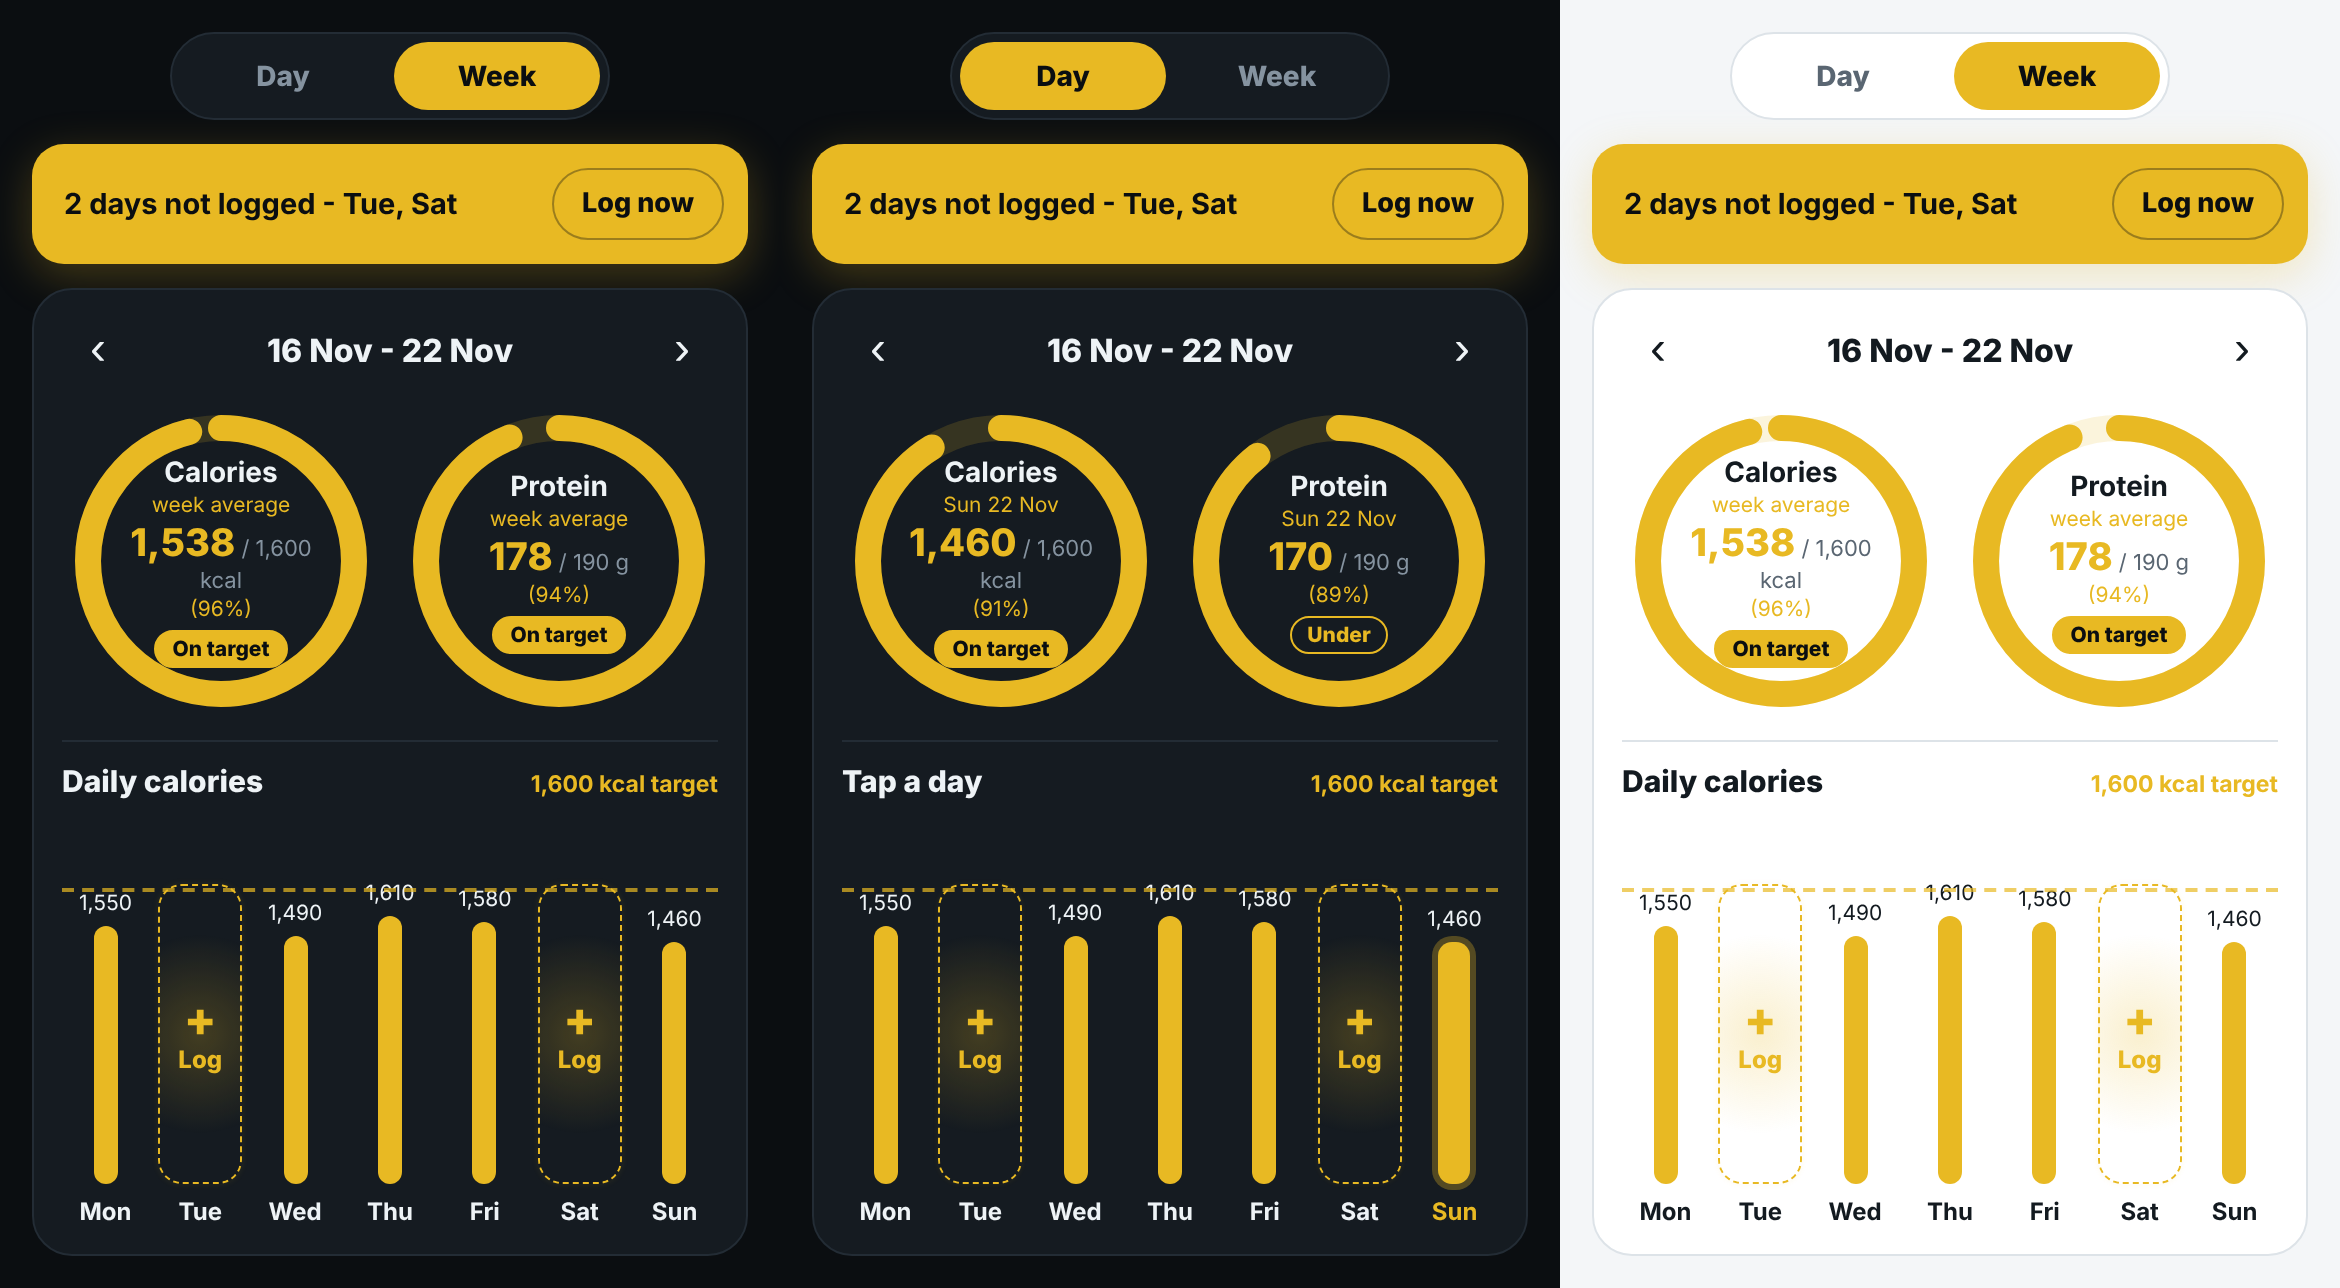 Day Week
2 days not logged - Tue, Sat Log now
‹ 16 Nov - 22 Nov ›
Calories
week average
1,538 / 1,600
kcal
(96%)
On target
Protein
week average
178 / 190 g
(94%)
On target
Daily calories 1,600 kcal target
1,550 1,490 1,610 1,580 1,460
+ +
Log Log
Mon Tue Wed Thu Fri Sat Sun
Day Week
2 days not logged - Tue, Sat Log now
‹ 16 Nov - 22 Nov ›
Calories
Sun 22 Nov
1,460 / 1,600
kcal
(91%)
On target
Protein
Sun 22 Nov
170 / 190 g
(89%)
Under
Tap a day 1,600 kcal target
1,550 1,490 1,610 1,580 1,460
+ +
Log Log
Mon Tue Wed Thu Fri Sat Sun
Day Week
2 days not logged - Tue, Sat Log now
‹ 16 Nov - 22 Nov ›
Calories
week average
1,538 / 1,600
kcal
(96%)
On target
Protein
week average
178 / 190 g
(94%)
On target
Daily calories 1,600 kcal target
1,550 1,490 1,610 1,580 1,460
+ +
Log Log
Mon Tue Wed Thu Fri Sat Sun